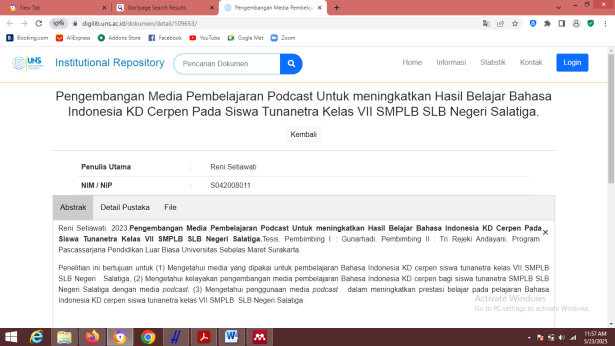 New Tab
Startpage Search Results
Pengembangan Media Pembelaj
digilib.uns.ac.id/dokumen/detail/109653/
VPN
Booking.com
AliExpress
Addons Store
Facebook
YouTube
Gogle Met
Zoom
UNS
Institutional Repository
Pencarian Dokumen
Home
Informasi
Statistik
Kontak
Login
Pengembangan Media Pembelajaran Podcast Untuk meningkatkan Hasil Belajar Bahasa
Indonesia KD Cerpen Pada Siswa Tunanetra Kelas VII SMPLB SLB Negeri Salatiga.
Kembali
Penulis Utama : Reni Setiawati
NIM / NIP : S042008011
Abstrak
Detail Pustaka
File
Reni Setiawati. 2023.Pengembangan Media Pembelajaran Podcast Untuk meningkatkan Hasil Belajar Bahasa Indonesia KD Cerpen Pada
Siswa Tunanetra Kelas VII SMPLB SLB Negeri Salatiga.Tesis. Pembimbing I : Gunarhadi Pembimbing II : Tri Rejeki Andayani. Program
Pascassarjana Pendidikan Luar Biasa Universitas Sebelas Maret Surakarta.
Penelitian ini bertujuan untuk (1) Mengetahui media yang dipakai untuk pembelajaran Bahasa Indonesia KD cerpen siswa tunanetra kelas VII SMPLB
SLB Negeri Salatiga, (2) Mengetahui kelayakan pengembangan media pembelajaran Bahasa Indonesia KD cerpen bagi siswa tunanetra SMPLB SLB
Negeri Salatiga dengan media podcast, (3) Mengetahui penggunaan media podcast dalam meningkatkan prestasi belajar pada pelajaran Bahasa
Indonesia KD cerpen siswa tunanetra kelas VII SMPLB SLB Negeri Salatiga.
Activate Windows
Go to PC settings to activate Windows.
11:57 AM
5/23/2025